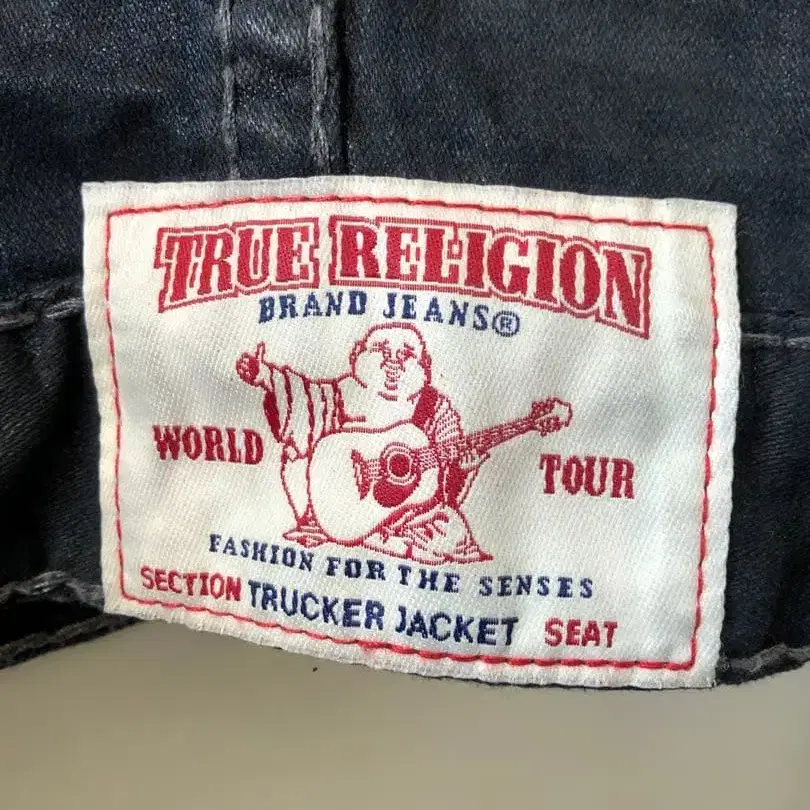 TRUE RELIGION
BRAND JEANS®
WORLD TOUR
FASHION FOR THE SENSES
SECTION TRUCKER JACKET SEAT